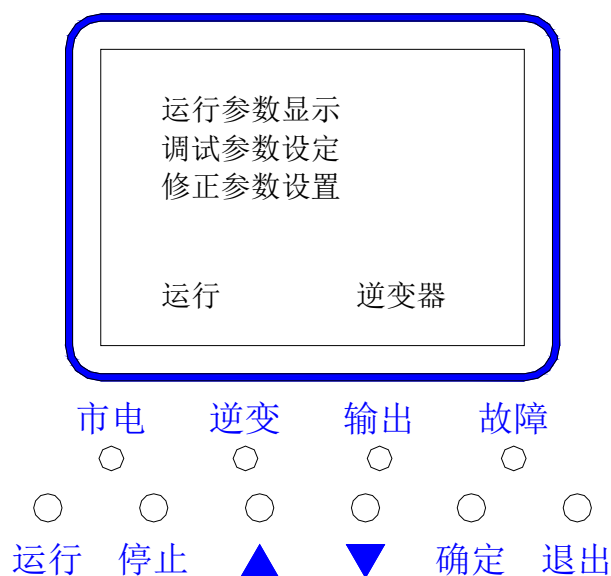 运行参数显示
调试参数设定
修正参数设置
运行 逆变器
市电 逆变 输出 故障
运行 停止 ▲ ▼ 确定 退出